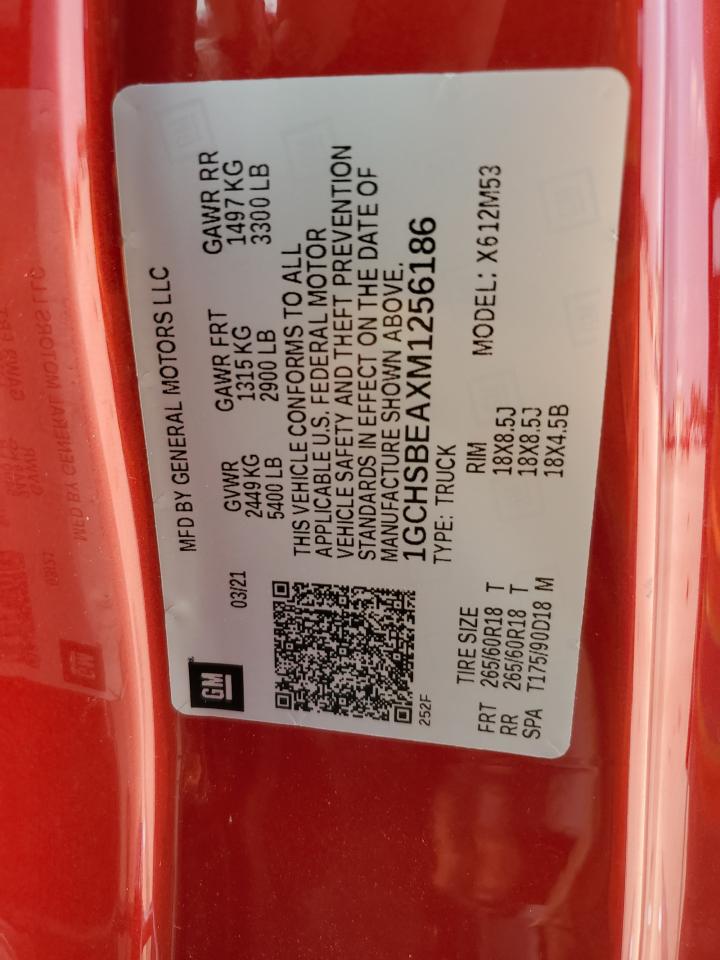 GM
03/21
MFD BY GENERAL MOTORS LLC
GVWR GAWR FRT GAWR RR
2449 KG 1315 KG 1497 KG
5400 LB 2900 LB 3300 LB
THIS VEHICLE CONFORMS TO ALL
APPLICABLE U.S. FEDERAL MOTOR
VEHICLE SAFETY AND THEFT PREVENTION
STANDARDS IN EFFECT ON THE DATE OF
MANUFACTURE SHOWN ABOVE.
1GCHSBEAXM1256186
252F
TYPE: TRUCK MODEL: X612M53
TIRE SIZE RIM
FRT 265/60R18 T 18X8.5J
RR 265/60R18 T 18X8.5J
SPA T175/90D18 M 18X4.5B